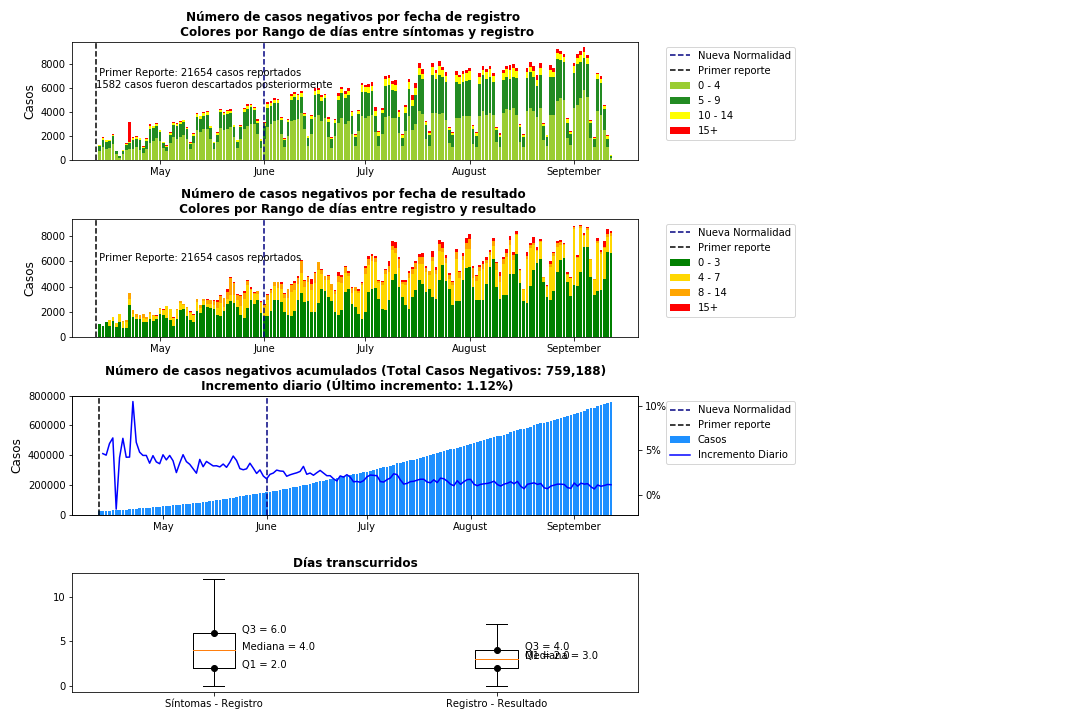 Número de casos negativos por fecha de registro
Colores por Rango de días entre síntomas y registro
Casos
8000
6000
4000
2000
0
Primer Reporte: 21654 casos reportados
1582 casos fueron descartados posteriormente
May
June
July
August
September
Nueva Normalidad
Primer reporte
0 - 4
5 - 9
10 - 14
15+
Número de casos negativos por fecha de resultado
Colores por Rango de días entre registro y resultado
Casos
8000
6000
4000
2000
0
Primer Reporte: 21654 casos reportados
May
June
July
August
September
Nueva Normalidad
Primer reporte
0 - 3
4 - 7
8 - 14
15+
Número de casos negativos acumulados (Total Casos Negativos: 759,188)
Incremento diario (Último incremento: 1.12%)
Casos
800000
600000
400000
200000
0
10%
5%
0%
May
June
July
August
September
Nueva Normalidad
Primer reporte
Casos
Incremento Diario
Días transcurridos
10
5
0
Q3 = 6.0
Mediana = 4.0
Q1 = 2.0
Q3 = 4.0
Mediana = 3.0
Q1 = 2.0
Síntomas - Registro
Registro - Resultado